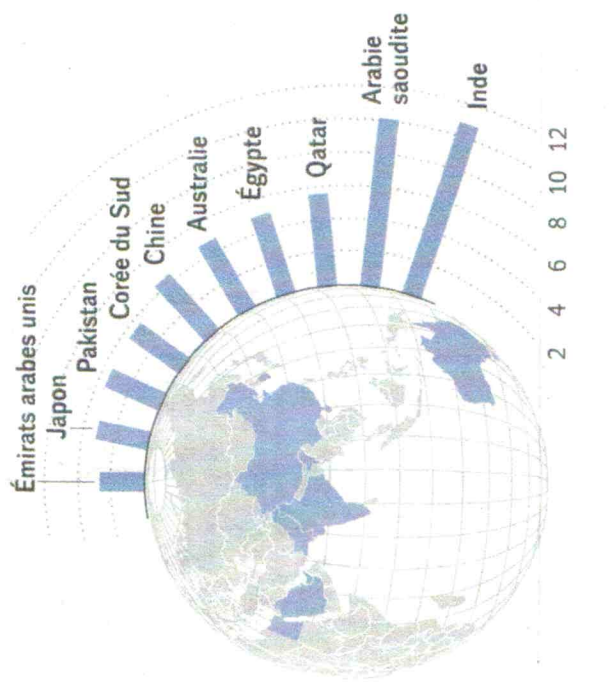 Émirats arabes unis
Japon
Pakistan
Corée du Sud
Chine
Australie
Égypte
Qatar
Arabie
saoudite
Inde
2 4 6 8 10 12